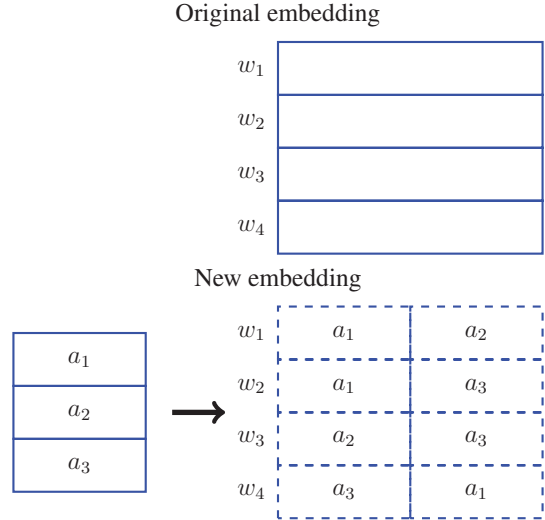 Original embedding
w₁
w₂
w₃
w₄
New embedding
a₁
a₂
a₃
w₁ a₁ a₂
w₂ a₁ a₃
w₃ a₂ a₃
w₄ a₃ a₁